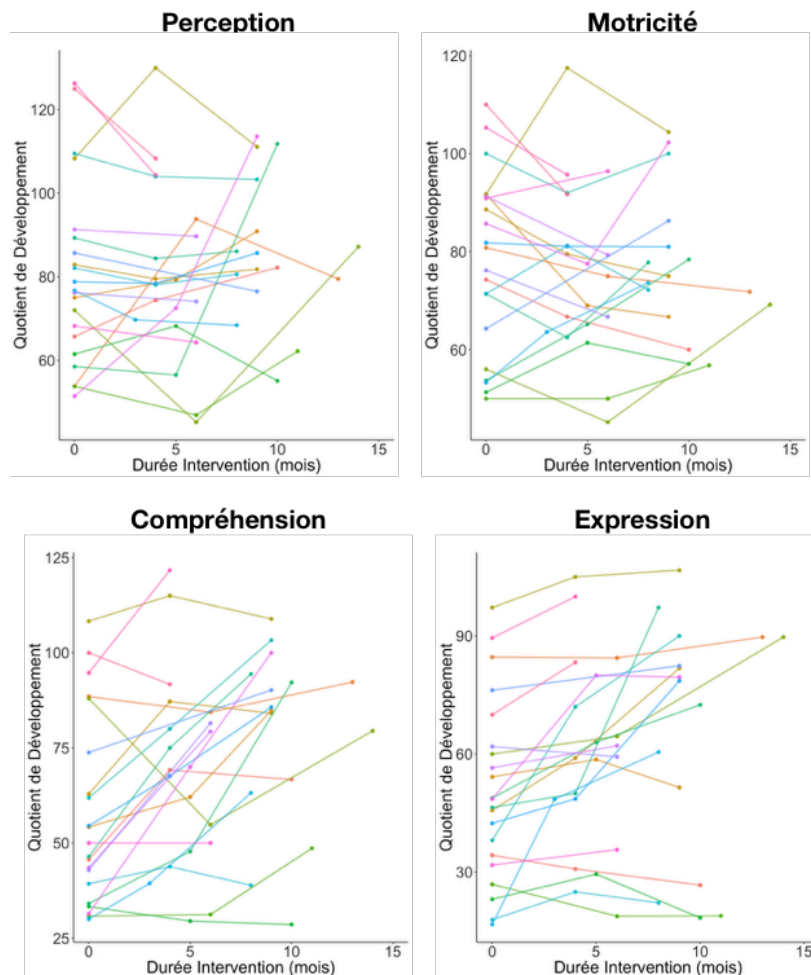 Perception
Quotient de Développement
120
100
80
60
0 5 10 15
Durée Intervention (mois)
Motricité
Quotient de Développement
120
100
80
60
0 5 10 15
Durée Intervention (mois)
Compréhension
Quotient de Développement
125
100
75
50
25
0 5 10 15
Durée Intervention (mois)
Expression
Quotient de Développement
90
60
30
0 5 10 15
Durée Intervention (mois)